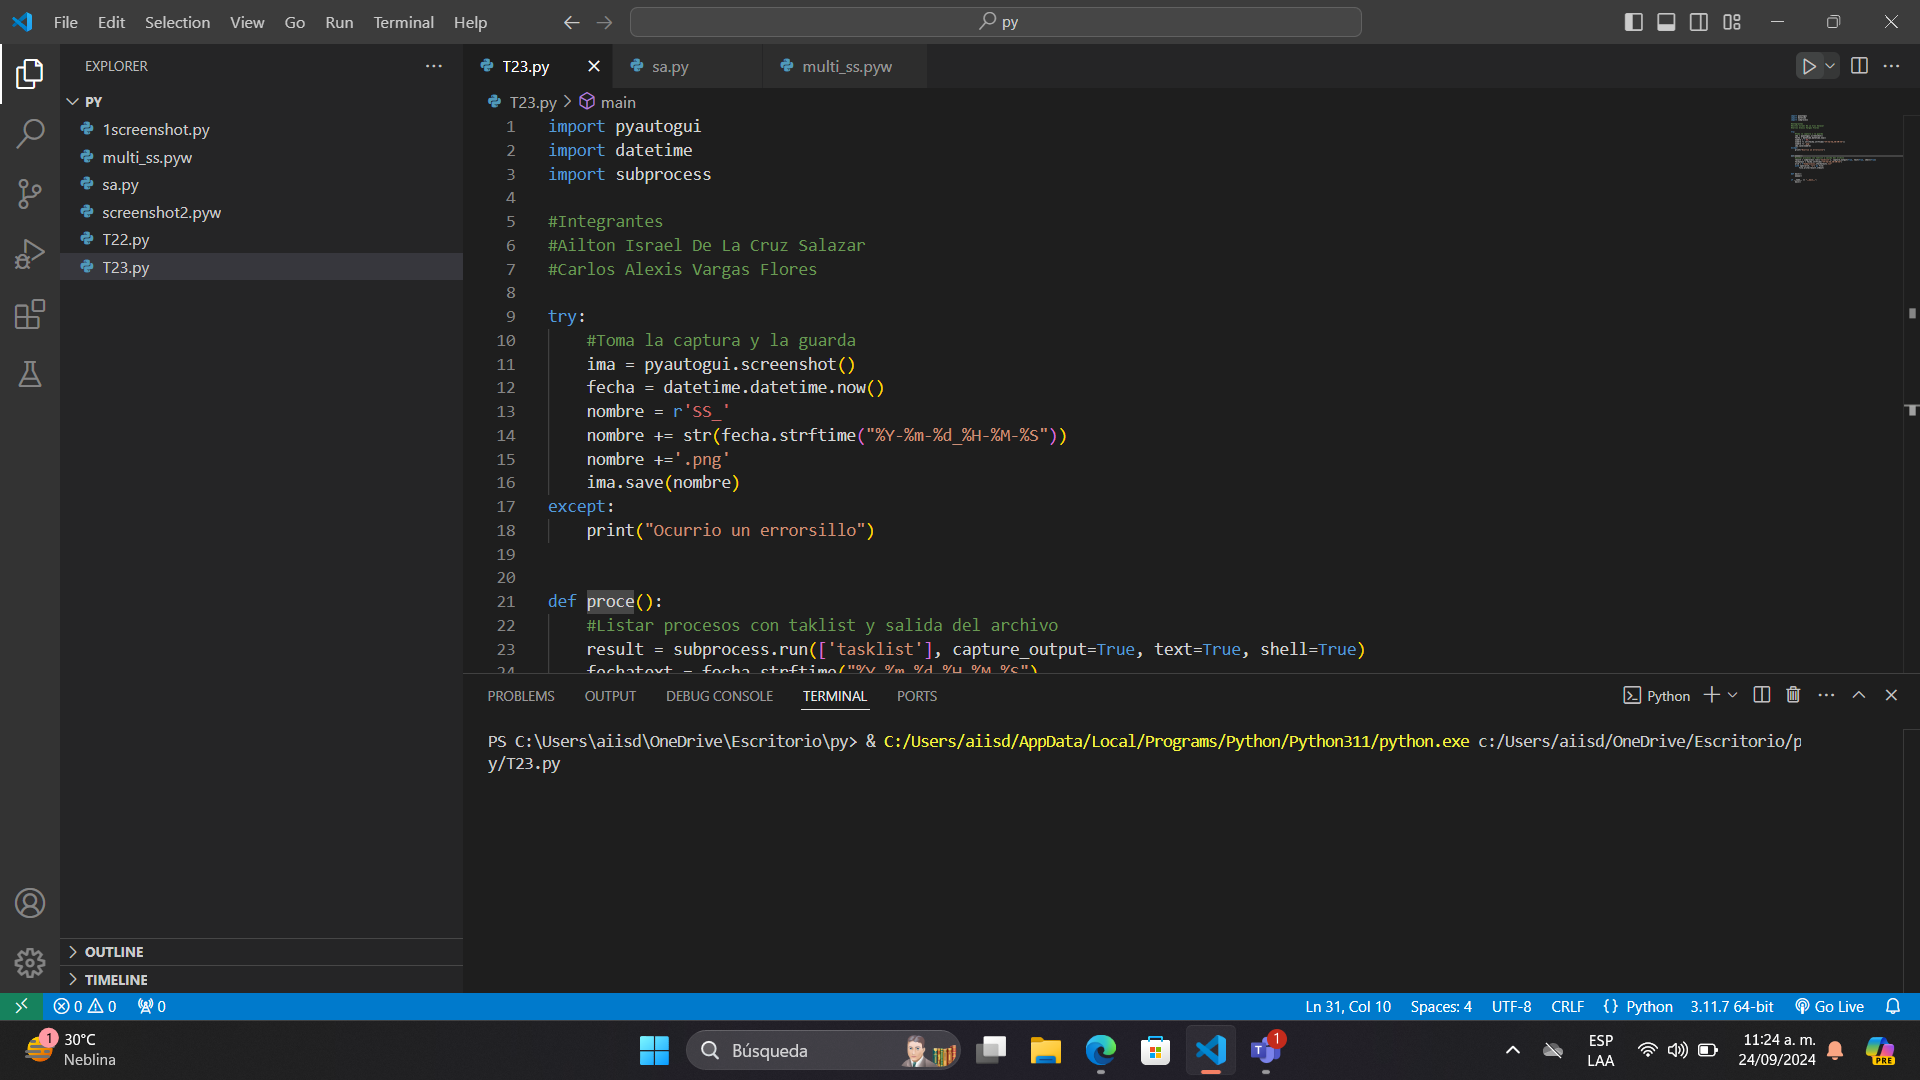 File Edit Selection View Go Run Terminal Help
py
EXPLORER
PY
1screenshot.py
multi_ss.pyw
sa.py
screenshot2.pyw
T22.py
T23.py
OUTLINE
TIMELINE
T23.py sa.py multi_ss.pyw
T23.py main
1 import pyautogui
2 import datetime
3 import subprocess
4
5 #Integrantes
6 #Ailton Israel De La Cruz Salazar
7 #Carlos Alexis Vargas Flores
8
9 try:
10 #Toma la captura y la guarda
11 ima = pyautogui.screenshot()
12 fecha = datetime.datetime.now()
13 nombre = r'SS_'
14 nombre += str(fecha.strftime("%Y-%m-%d_%H-%M-%S"))
15 nombre +='.png'
16 ima.save(nombre)
17 except:
18 print("Ocurrio un errorsillo")
19
20
21 def proce():
22 #Listar procesos con taklist y salida del archivo
23 result = subprocess.run(['tasklist'], capture_output=True, text=True, shell=True)
24 fechatext = fecha.strftime("%Y-%m-%d_%H-%M-%S")
PROBLEMS OUTPUT DEBUG CONSOLE TERMINAL PORTS
Python
PS C:\Users\aiisd\OneDrive\Escritorio\py> & C:/Users/aiisd/AppData/Local/Programs/Python/Python311/python.exe c:/Users/aiisd/OneDrive/Escritorio/p
y/T23.py
0 0 0
Ln 31, Col 10 Spaces: 4 UTF-8 CRLF {} Python 3.11.7 64-bit Go Live
1
30°C
Neblina
Búsqueda
1
ESP
LAA
11:24 a. m.
24/09/2024
PRE